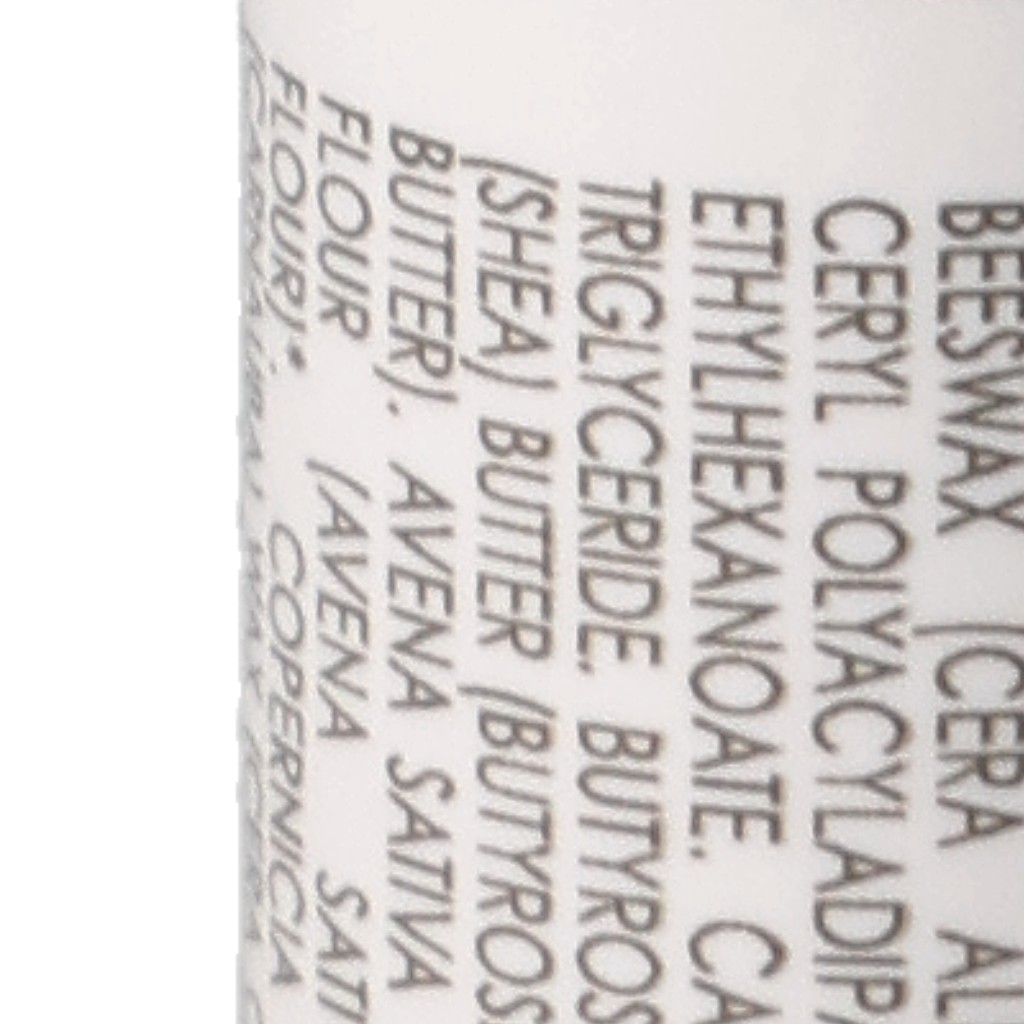 BEESWAX (CERA AL
CERYL POLYACYLADIP
ETHYLHEXANOATE, CA
TRIGLYCERIDE, BUTYROS
(SHEA) BUTTER (BUTYROS
BUTTER), AVENA SATIVA
FLOUR (AVENA SATI
FLOUR)*, COPERNICIA